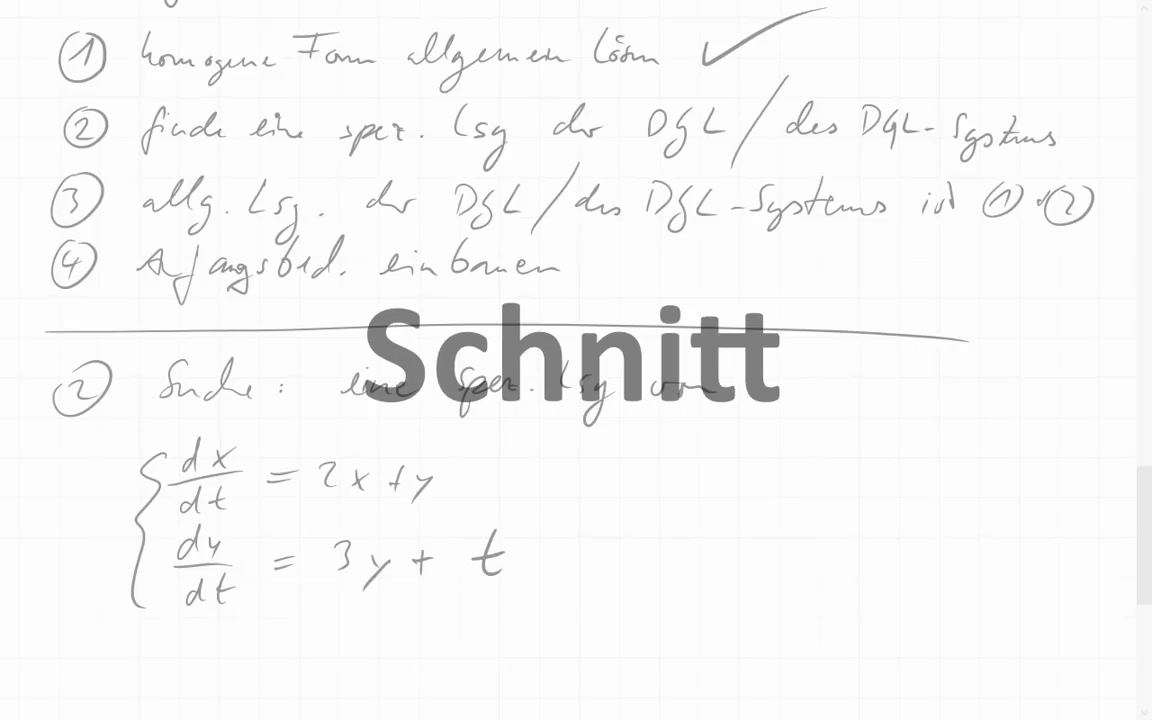 ① homogene Form allgemein lösen ✓
② finde eine spez. Lsg der DGL / des DGL-Systems
③ allg. Lsg. der DGL / des DGL-Systems ist ① + ②
④ Anfangsbed. einbauen
Schnitt
② Suche: eine spez. Lsg von
dx/dt = 2x + y
dy/dt = 3y + t